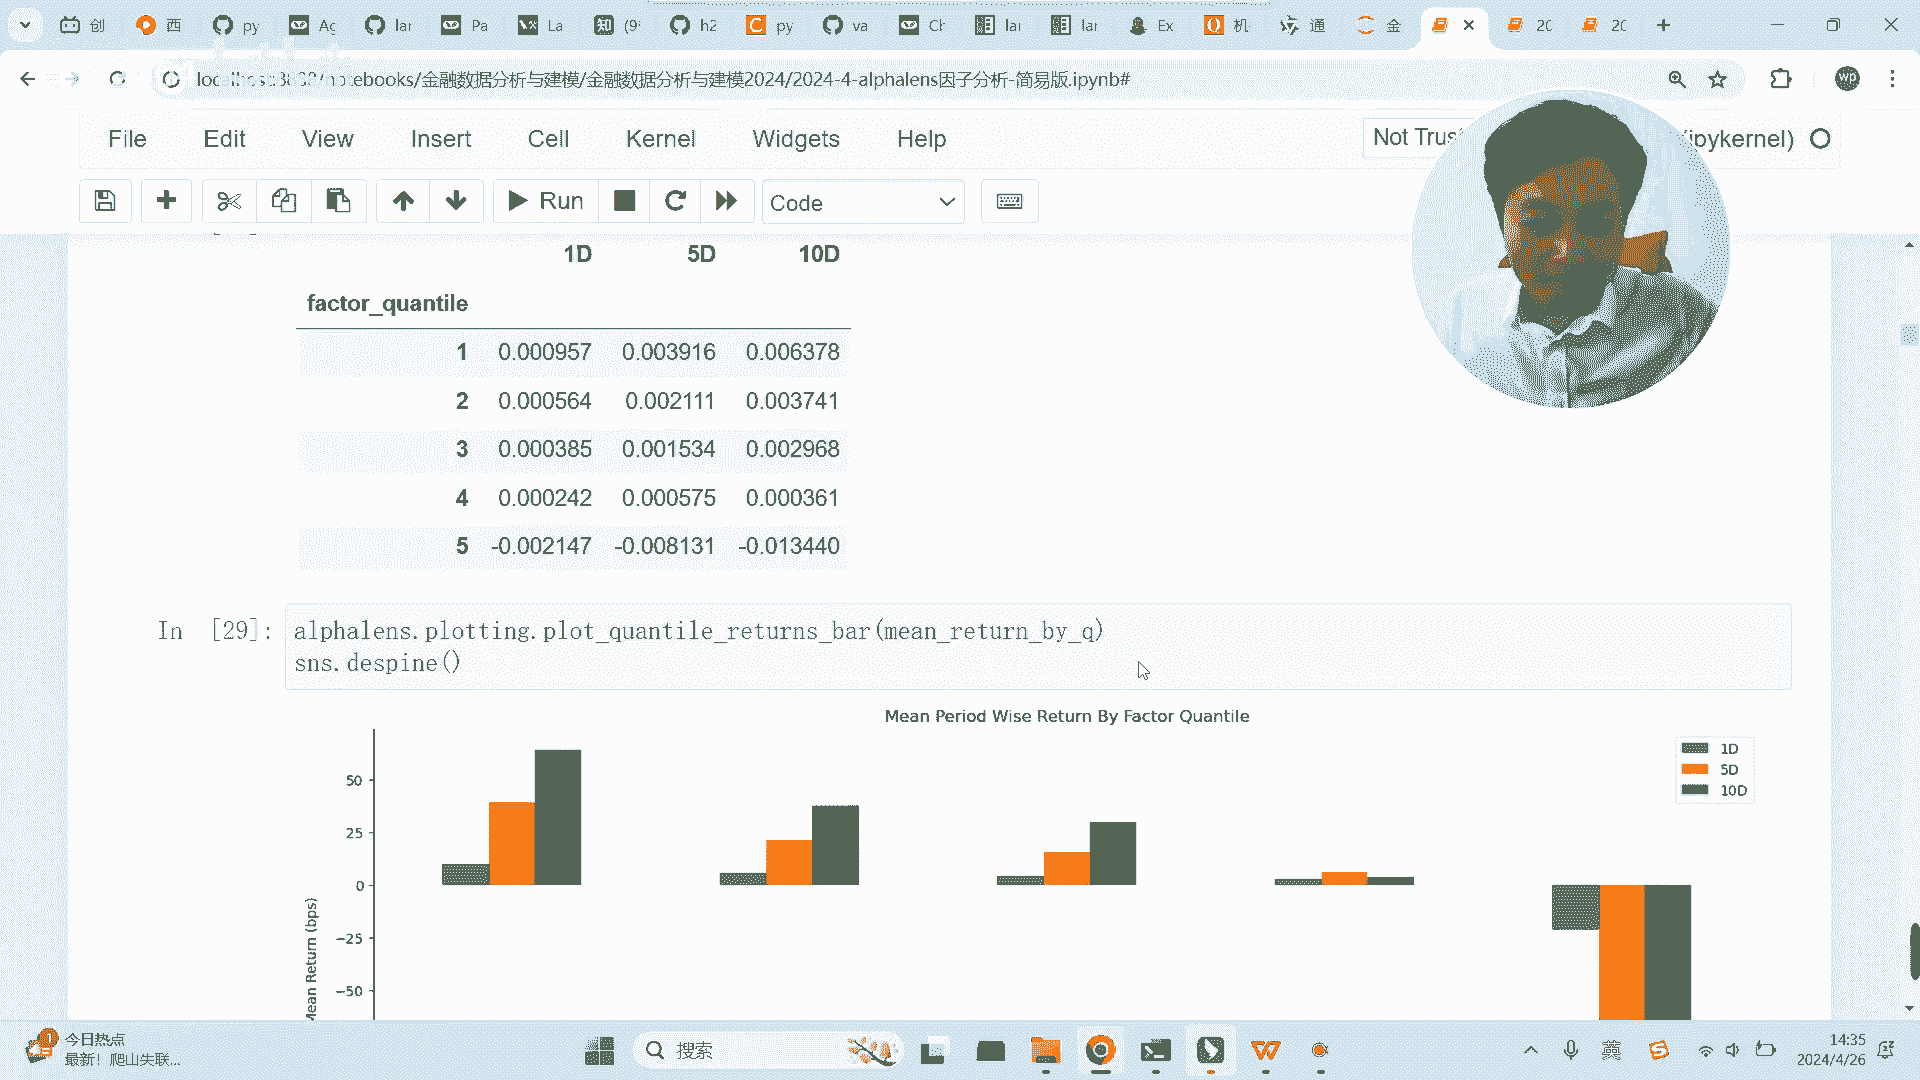 创 西 py Ag lar Pa La (9 h2 py va Ch lar lar Ex 机 通 金 20 20
notebooks/金融数据分析与建模/金融数据分析与建模2024/2024-4-alphalens因子分析-简易版.ipynb#
wp
File Edit View Insert Cell Kernel Widgets Help Not Trus ipykernel)
Run Code
1D 5D 10D
factor_quantile
1 0.000957 0.003916 0.006378
2 0.000564 0.002111 0.003741
3 0.000385 0.001534 0.002968
4 0.000242 0.000575 0.000361
5 -0.002147 -0.008131 -0.013440
In [29]: alphalens.plotting.plot_quantile_returns_bar(mean_return_by_q)
sns.despine()
Mean Period Wise Return By Factor Quantile
1D
5D
10D
50
25
0
−25
−50
Mean Return (bps)
今日热点
最新！爬山失联...
搜索
英
14:35
2024/4/26